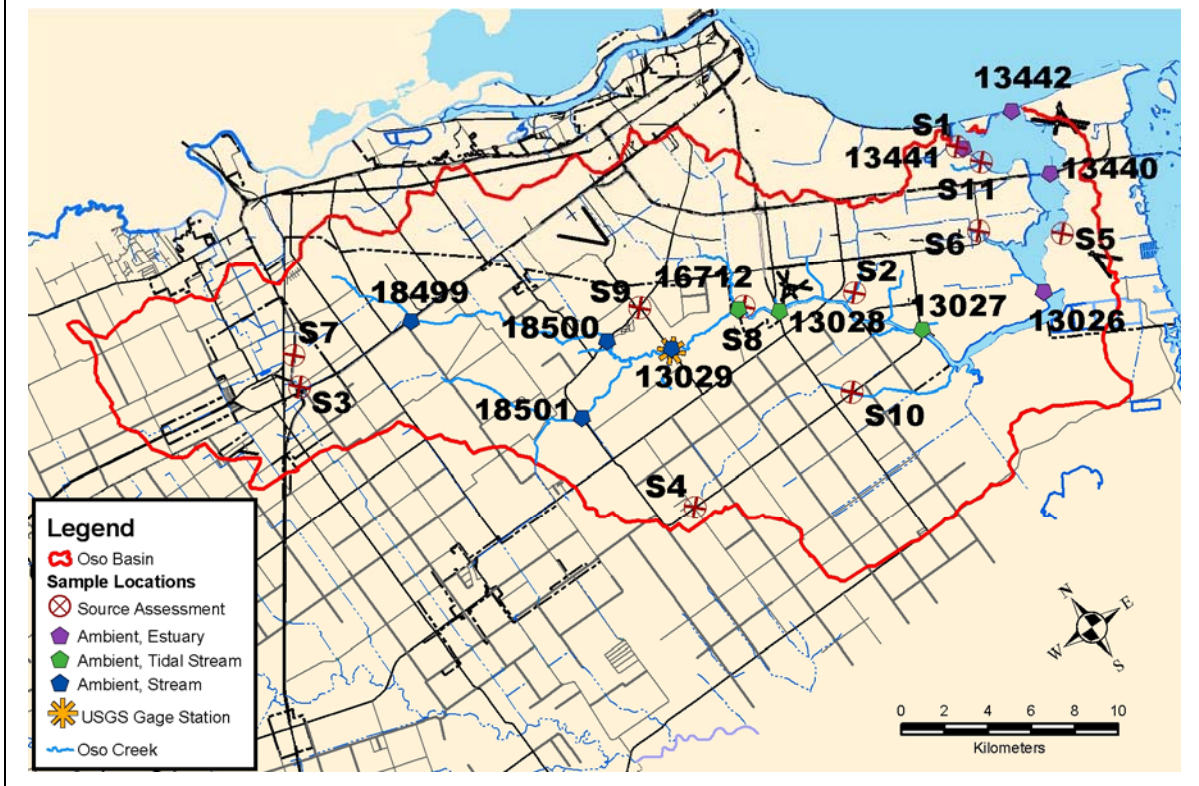 13442
S1
13441
13440
S11
S6
S5
16712
S2
18499
S9
13027
18500
13028
13026
S7
S8
13029
S3
S10
18501
S4
Legend
Oso Basin
Sample Locations
Source Assessment
Ambient, Estuary
Ambient, Tidal Stream
Ambient, Stream
USGS Gage Station
Oso Creek
N
E
W
S
0 2 4 6 8 10
Kilometers